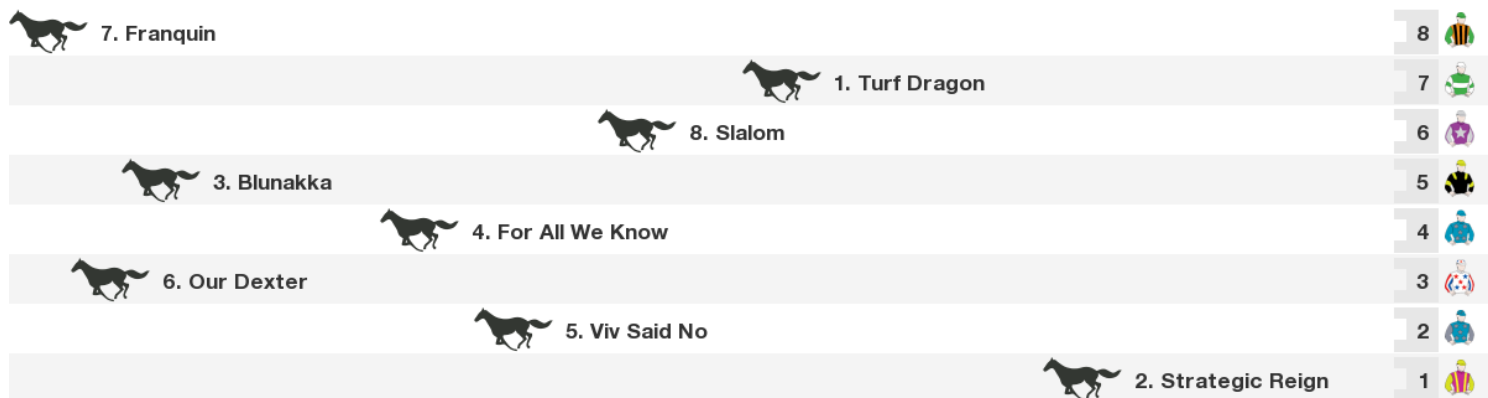 7. Franquin 8
1. Turf Dragon 7
8. Slalom 6
3. Blunakka 5
4. For All We Know 4
6. Our Dexter 3
5. Viv Said No 2
2. Strategic Reign 1